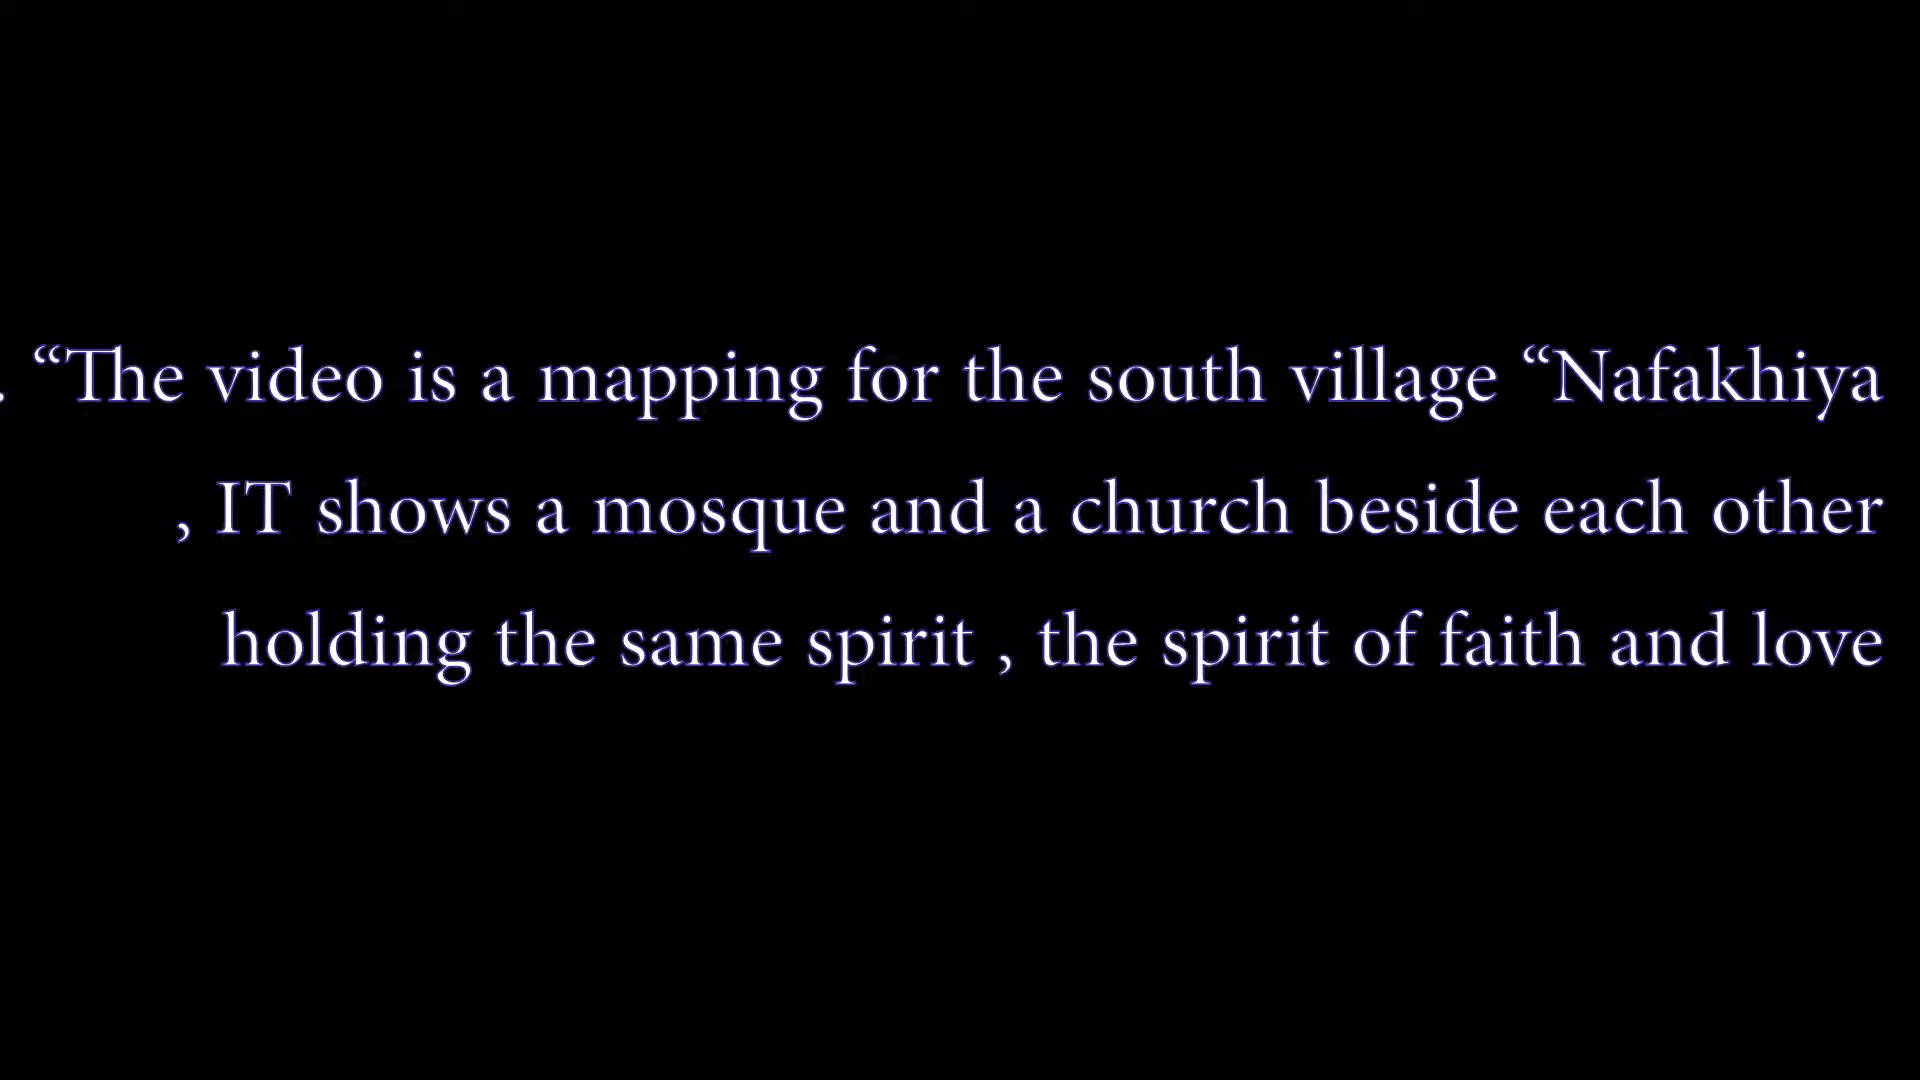 . “The video is a mapping for the south village “Nafakhiya
, IT shows a mosque and a church beside each other
holding the same spirit , the spirit of faith and love